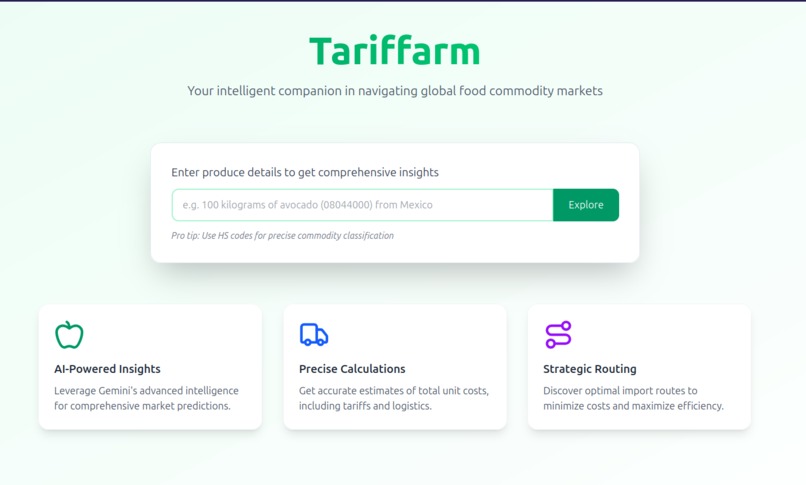 Tariffarm
Your intelligent companion in navigating global food commodity markets
Enter produce details to get comprehensive insights
e.g. 100 kilograms of avocado (08044000) from Mexico
Explore
Pro tip: Use HS codes for precise commodity classification
AI-Powered Insights
Leverage Gemini's advanced intelligence
for comprehensive market predictions.
Precise Calculations
Get accurate estimates of total unit costs,
including tariffs and logistics.
Strategic Routing
Discover optimal import routes to
minimize costs and maximize efficiency.